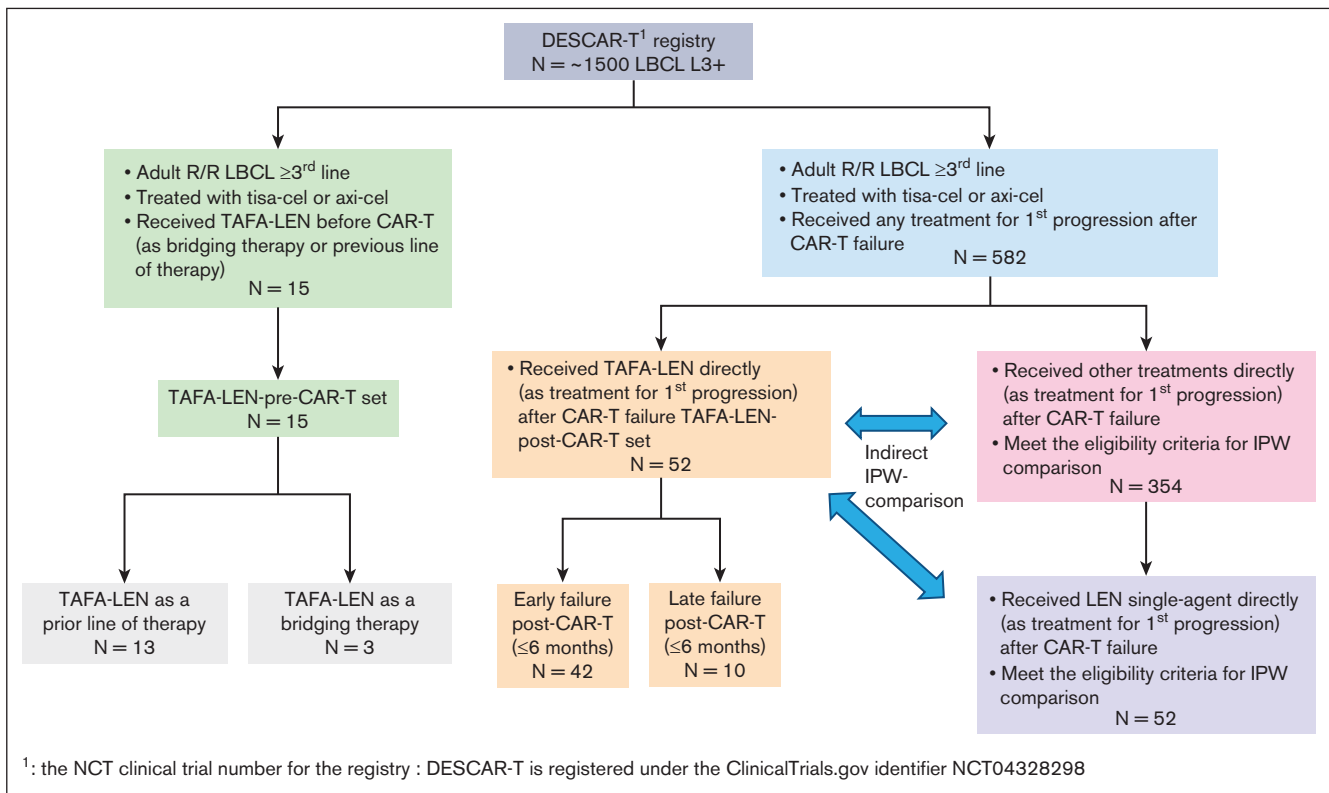 DESCAR-T¹ registry
N = ~1500 LBCL L3+
• Adult R/R LBCL ≥3rd line
• Treated with tisa-cel or axi-cel
• Received TAFA-LEN before CAR-T
(as bridging therapy or previous line
of therapy)
N = 15
• Adult R/R LBCL ≥3rd line
• Treated with tisa-cel or axi-cel
• Received any treatment for 1st progression after
CAR-T failure
N = 582
TAFA-LEN-pre-CAR-T set
N = 15
• Received TAFA-LEN directly
(as treatment for 1st progression)
after CAR-T failure TAFA-LEN-
post-CAR-T set
N = 52
Indirect
IPW-
comparison
• Received other treatments directly
(as treatment for 1st progression)
after CAR-T failure
• Meet the eligibility criteria for IPW
comparison
N = 354
TAFA-LEN as a
prior line of therapy
N = 13
TAFA-LEN as a
bridging therapy
N = 3
Early failure
post-CAR-T
(≤6 months)
N = 42
Late failure
post-CAR-T
(≤6 months)
N = 10
• Received LEN single-agent directly
(as treatment for 1st progression)
after CAR-T failure
• Meet the eligibility criteria for IPW
comparison
N = 52
¹: the NCT clinical trial number for the registry : DESCAR-T is registered under the ClinicalTrials.gov identifier NCT04328298